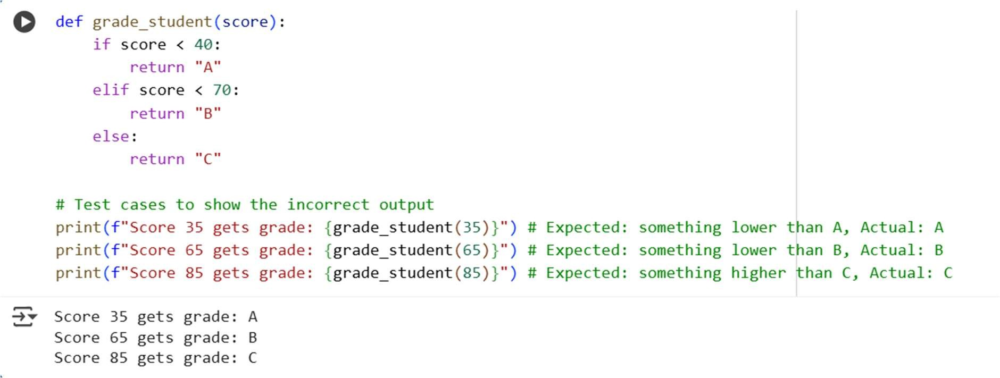 def grade_student(score):
    if score < 40:
        return "A"
    elif score < 70:
        return "B"
    else:
        return "C"

# Test cases to show the incorrect output
print(f"Score 35 gets grade: {grade_student(35)}") # Expected: something lower than A, Actual: A
print(f"Score 65 gets grade: {grade_student(65)}") # Expected: something lower than B, Actual: B
print(f"Score 85 gets grade: {grade_student(85)}") # Expected: something higher than C, Actual: C
Score 35 gets grade: A
Score 65 gets grade: B
Score 85 gets grade: C